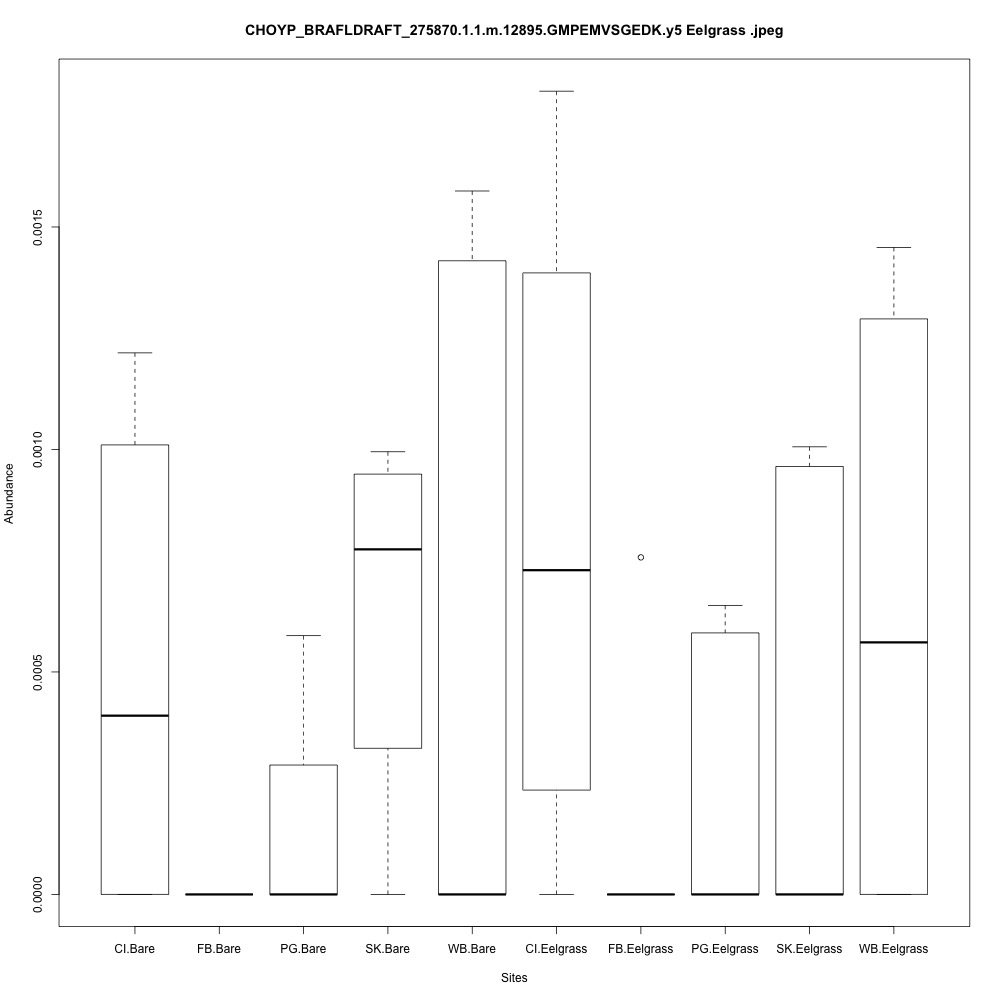 CHOYP_BRAFLDRAFT_275870.1.1.m.12895.GMPEMVSGEDK.y5 Eelgrass .jpeg
Abundance
0.0015
0.0010
0.0005
0.0000
CI.Bare FB.Bare PG.Bare SK.Bare WB.Bare CI.Eelgrass FB.Eelgrass PG.Eelgrass SK.Eelgrass WB.Eelgrass
Sites